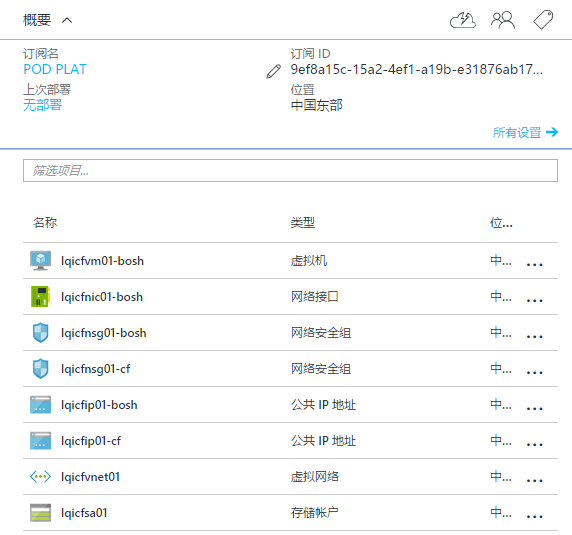 概要
订阅名
POD PLAT
订阅 ID
9ef8a15c-15a2-4ef1-a19b-e31876ab17...
上次部署
无部署
位置
中国东部
所有设置
筛选项目...
名称 类型 位...
lqicfvm01-bosh 虚拟机 中...
lqicfnic01-bosh 网络接口 中...
lqicfnsg01-bosh 网络安全组 中...
lqicfnsg01-cf 网络安全组 中...
lqicfip01-bosh 公共 IP 地址 中...
lqicfip01-cf 公共 IP 地址 中...
lqicfvnet01 虚拟网络 中...
lqicfsa01 存储帐户 中...